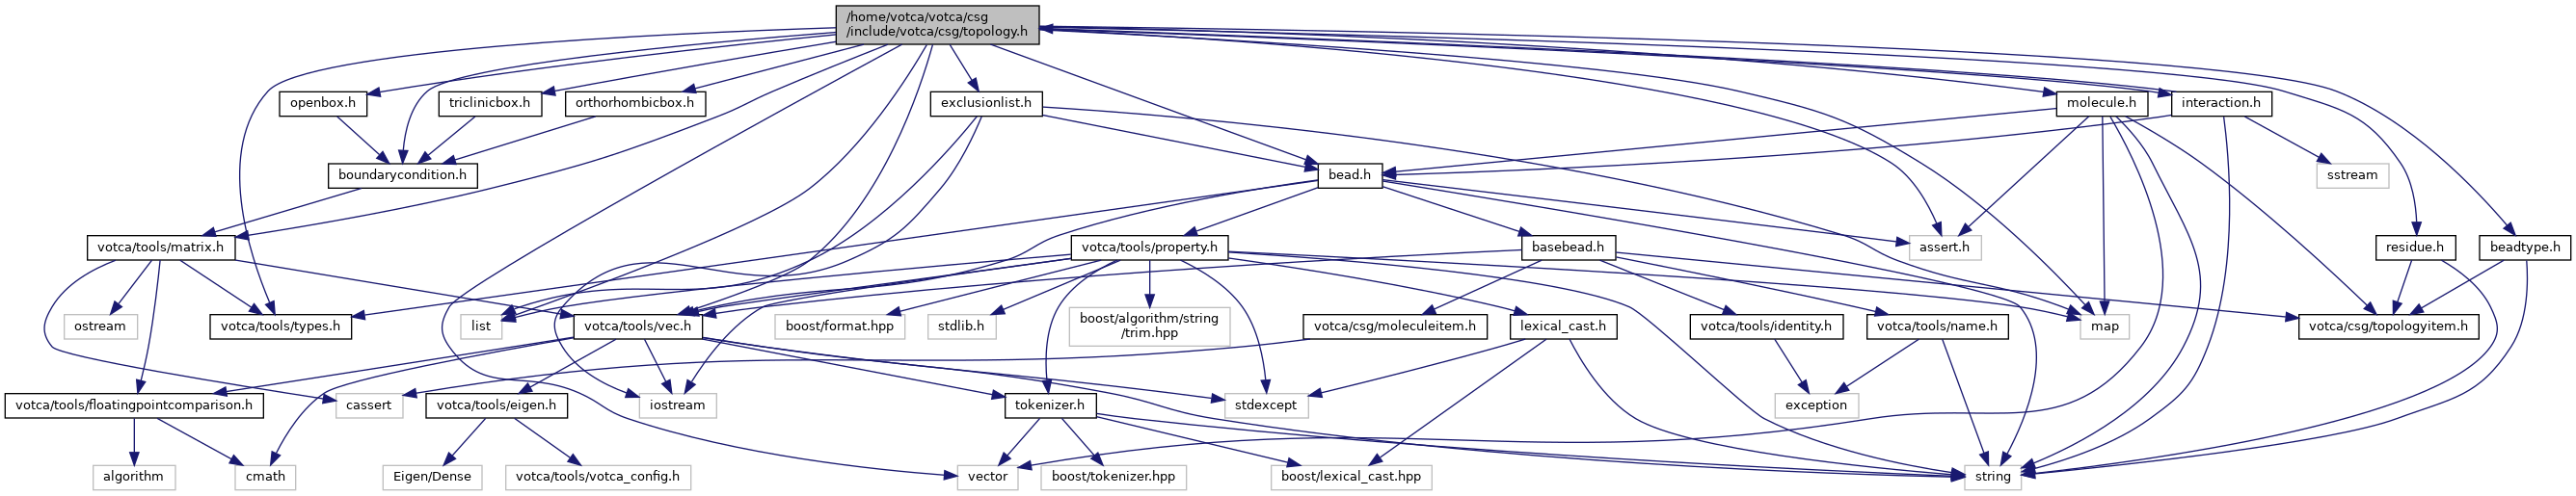 /home/votca/votca/csg
/include/votca/csg/topology.h
openbox.h
triclinicbox.h
orthorhombicbox.h
exclusionlist.h
molecule.h
interaction.h
boundarycondition.h
bead.h
sstream
votca/tools/matrix.h
votca/tools/property.h
basebead.h
assert.h
residue.h
beadtype.h
ostream
votca/tools/types.h
list
votca/tools/vec.h
boost/format.hpp
stdlib.h
boost/algorithm/string
/trim.hpp
votca/csg/moleculeitem.h
lexical_cast.h
votca/tools/identity.h
votca/tools/name.h
map
votca/csg/topologyitem.h
votca/tools/floatingpointcomparison.h
cassert
votca/tools/eigen.h
iostream
tokenizer.h
stdexcept
exception
algorithm
cmath
Eigen/Dense
votca/tools/votca_config.h
vector
boost/tokenizer.hpp
boost/lexical_cast.hpp
string